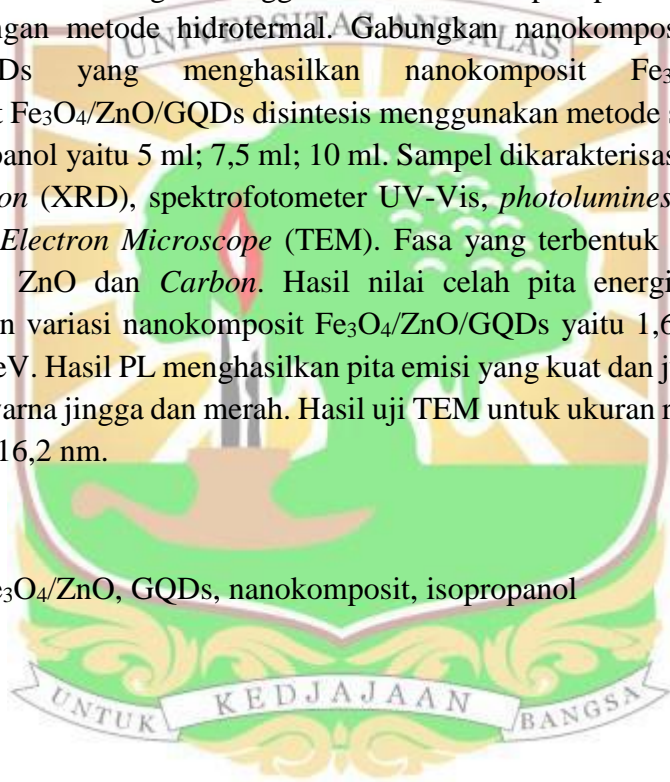 ngan metode hidrotermal. Gabungkan nanokompos
UNIVERSITAS ANDALAS
Ds yang menghasilkan nanokomposit Fe₃
t Fe₃O₄/ZnO/GQDs disintesis menggunakan metode s
panol yaitu 5 ml; 7,5 ml; 10 ml. Sampel dikarakterisas
on (XRD), spektrofotometer UV-Vis, photolumines
Electron Microscope (TEM). Fasa yang terbentuk
ZnO dan Carbon. Hasil nilai celah pita energi
n variasi nanokomposit Fe₃O₄/ZnO/GQDs yaitu 1,6
eV. Hasil PL menghasilkan pita emisi yang kuat dan j
warna jingga dan merah. Hasil uji TEM untuk ukuran r
16,2 nm.
e₃O₄/ZnO, GQDs, nanokomposit, isopropanol
UNTUK KEDJAJAAN BANGSA